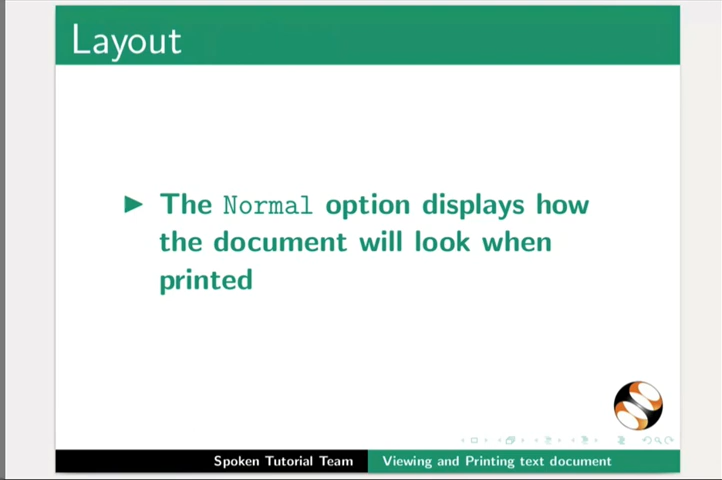 Layout
The Normal option displays how
the document will look when
printed
Spoken Tutorial Team Viewing and Printing text document